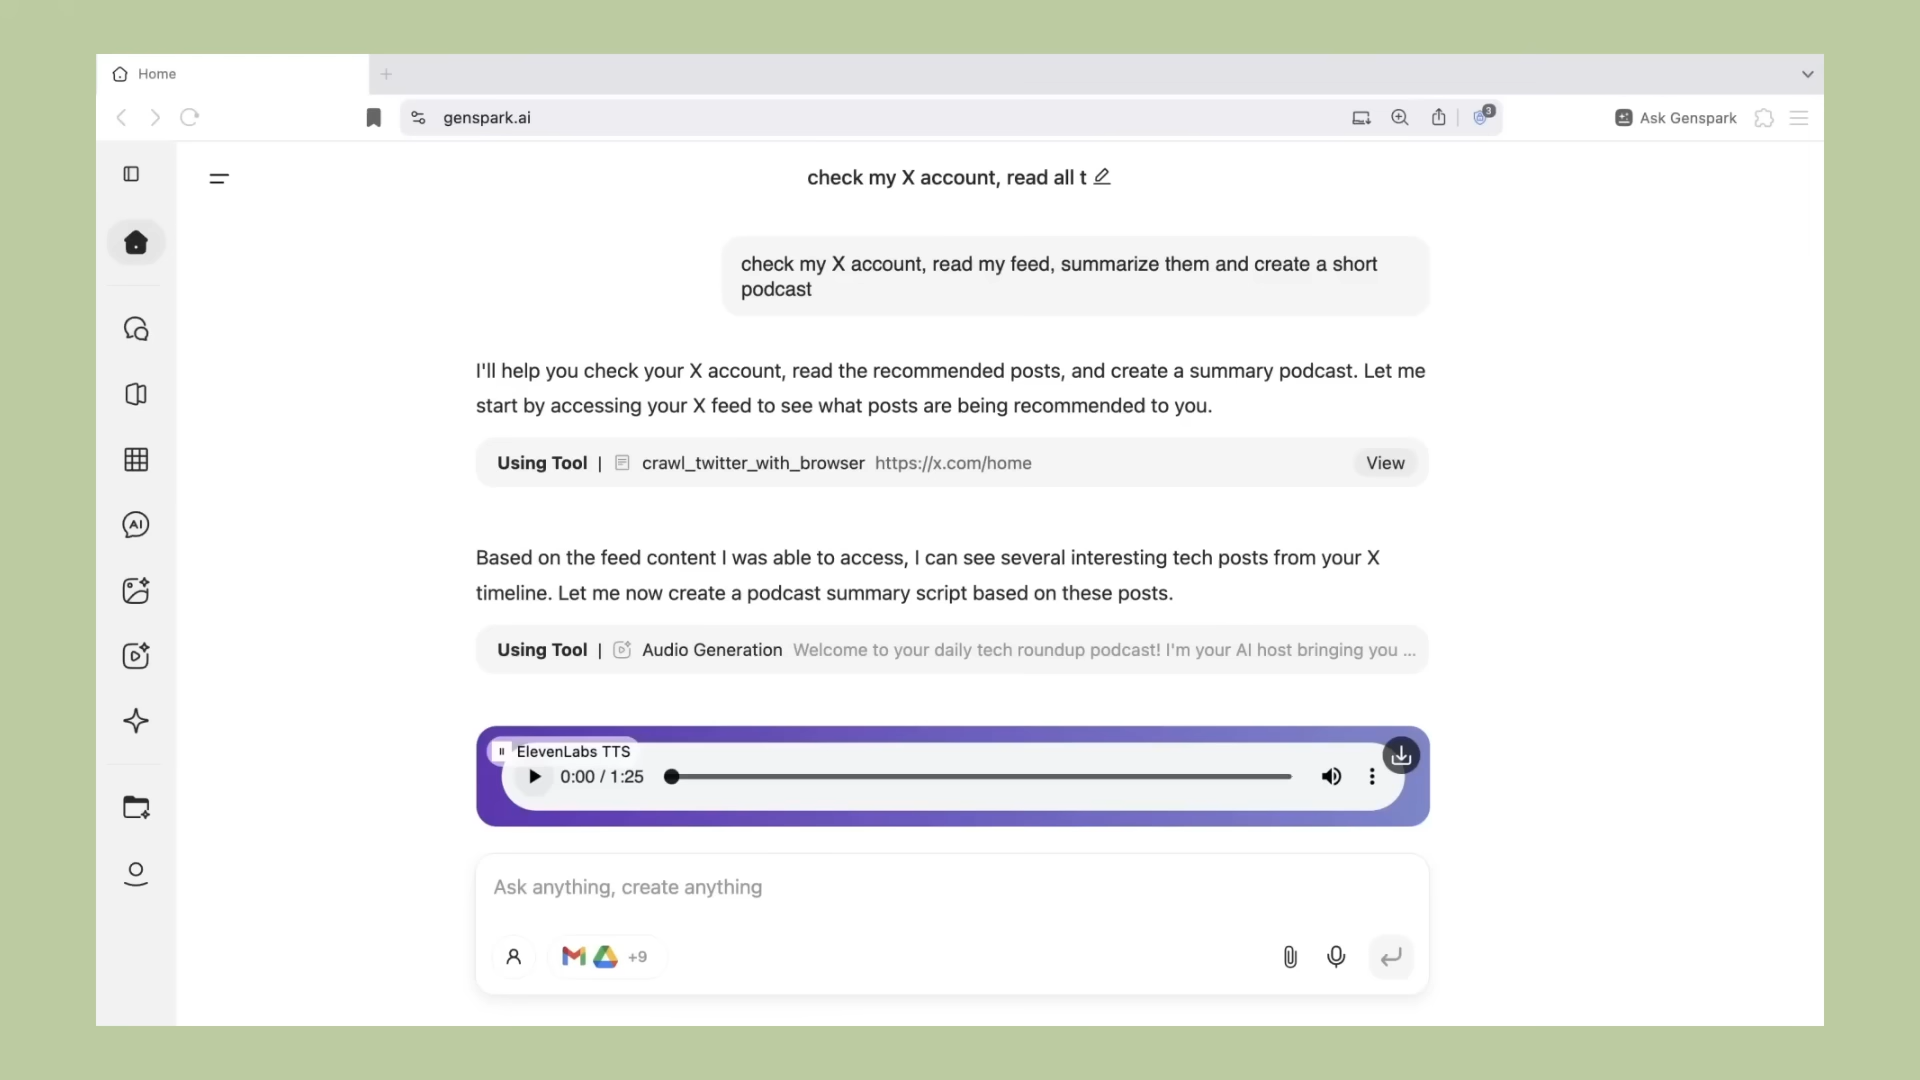 Home
genspark.ai
3
Ask Genspark
check my X account, read all t
check my X account, read my feed, summarize them and create a short
podcast
I'll help you check your X account, read the recommended posts, and create a summary podcast. Let me
start by accessing your X feed to see what posts are being recommended to you.
Using Tool | crawl_twitter_with_browser https://x.com/home View
AI
Based on the feed content I was able to access, I can see several interesting tech posts from your X
timeline. Let me now create a podcast summary script based on these posts.
Using Tool | Audio Generation Welcome to your daily tech roundup podcast! I'm your AI host bringing you ...
ElevenLabs TTS
0:00 / 1:25
Ask anything, create anything
+9